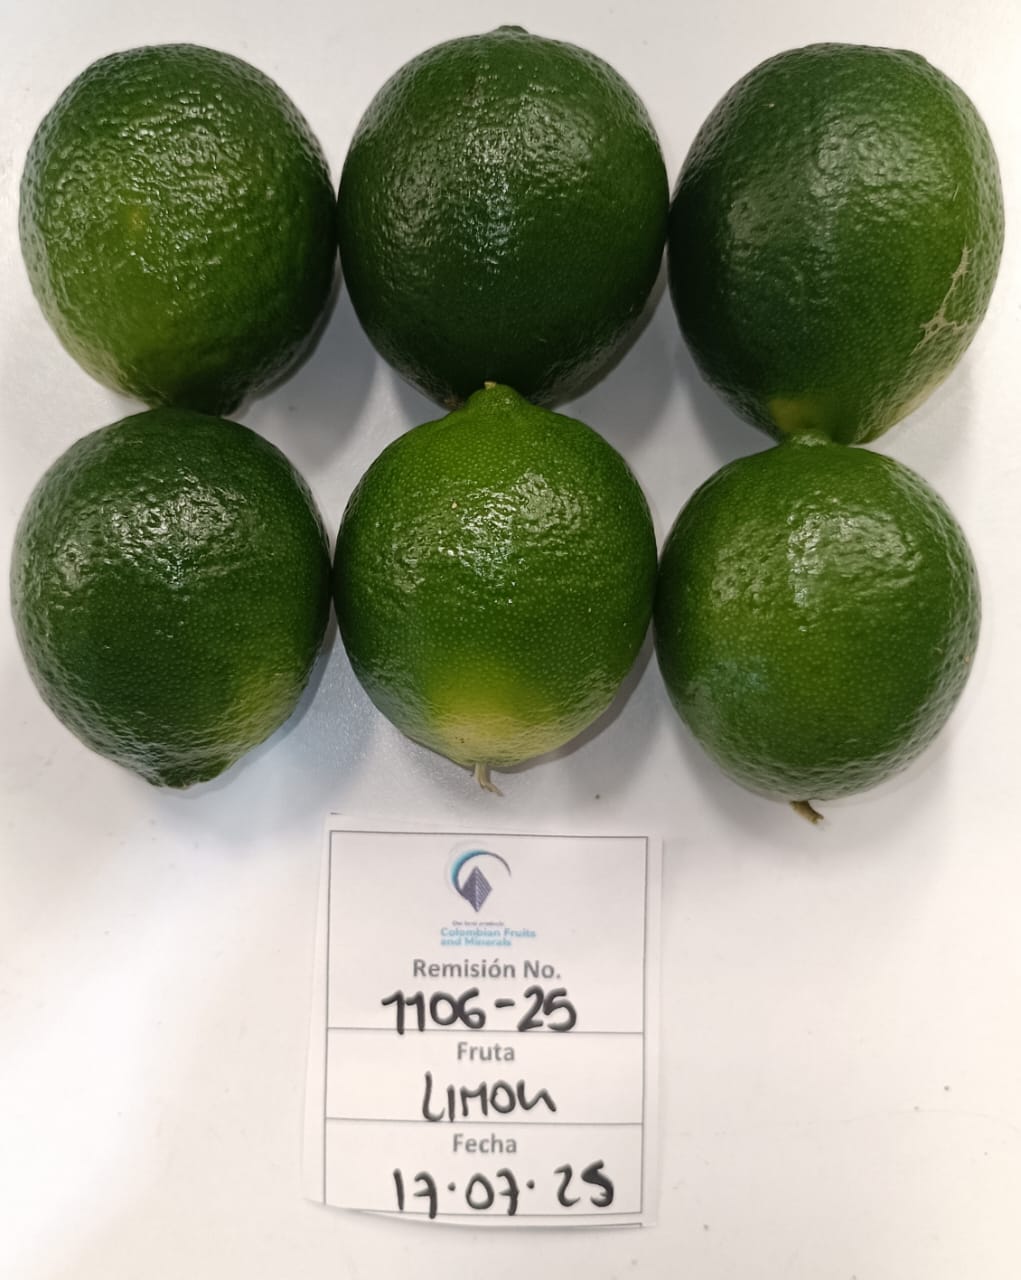 Colombian Fruits
and Minerals
Remisión No.
1106-25
Fruta
LIMON
Fecha
17.07.25